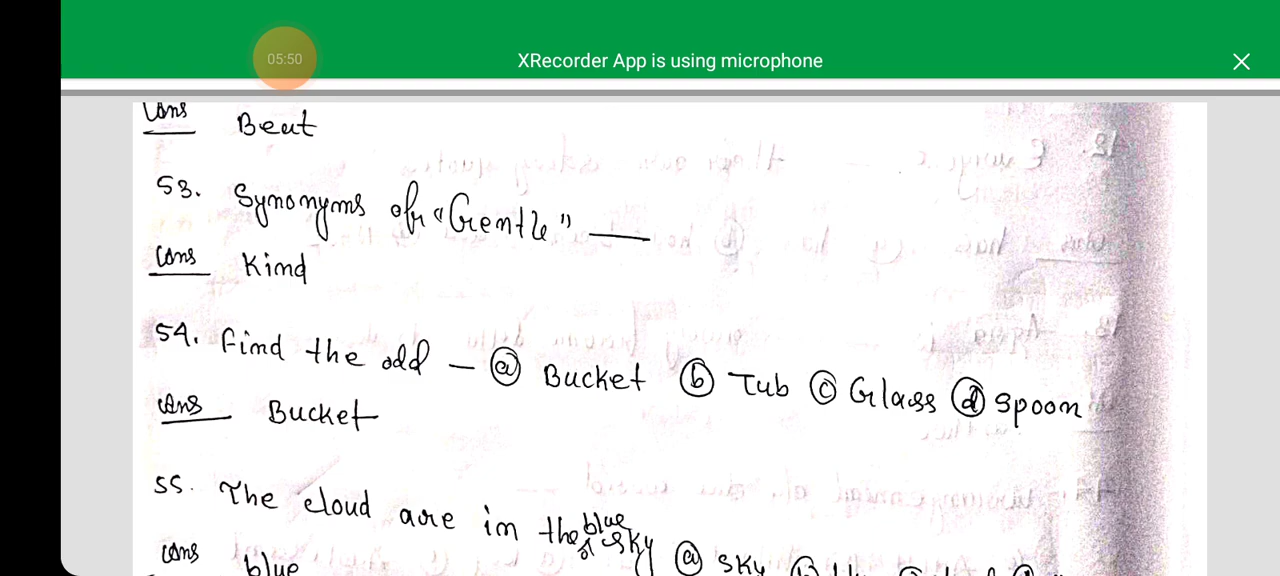 05:50
XRecorder App is using microphone
Ans Beat
53. Synonyms of "Gentle" ___
Ans Kind
54. Find the odd — (a) Bucket (b) Tub (c) Glass (d) Spoon
Ans Bucket
55. The cloud are in the blue sky (a) sky
Ans blue